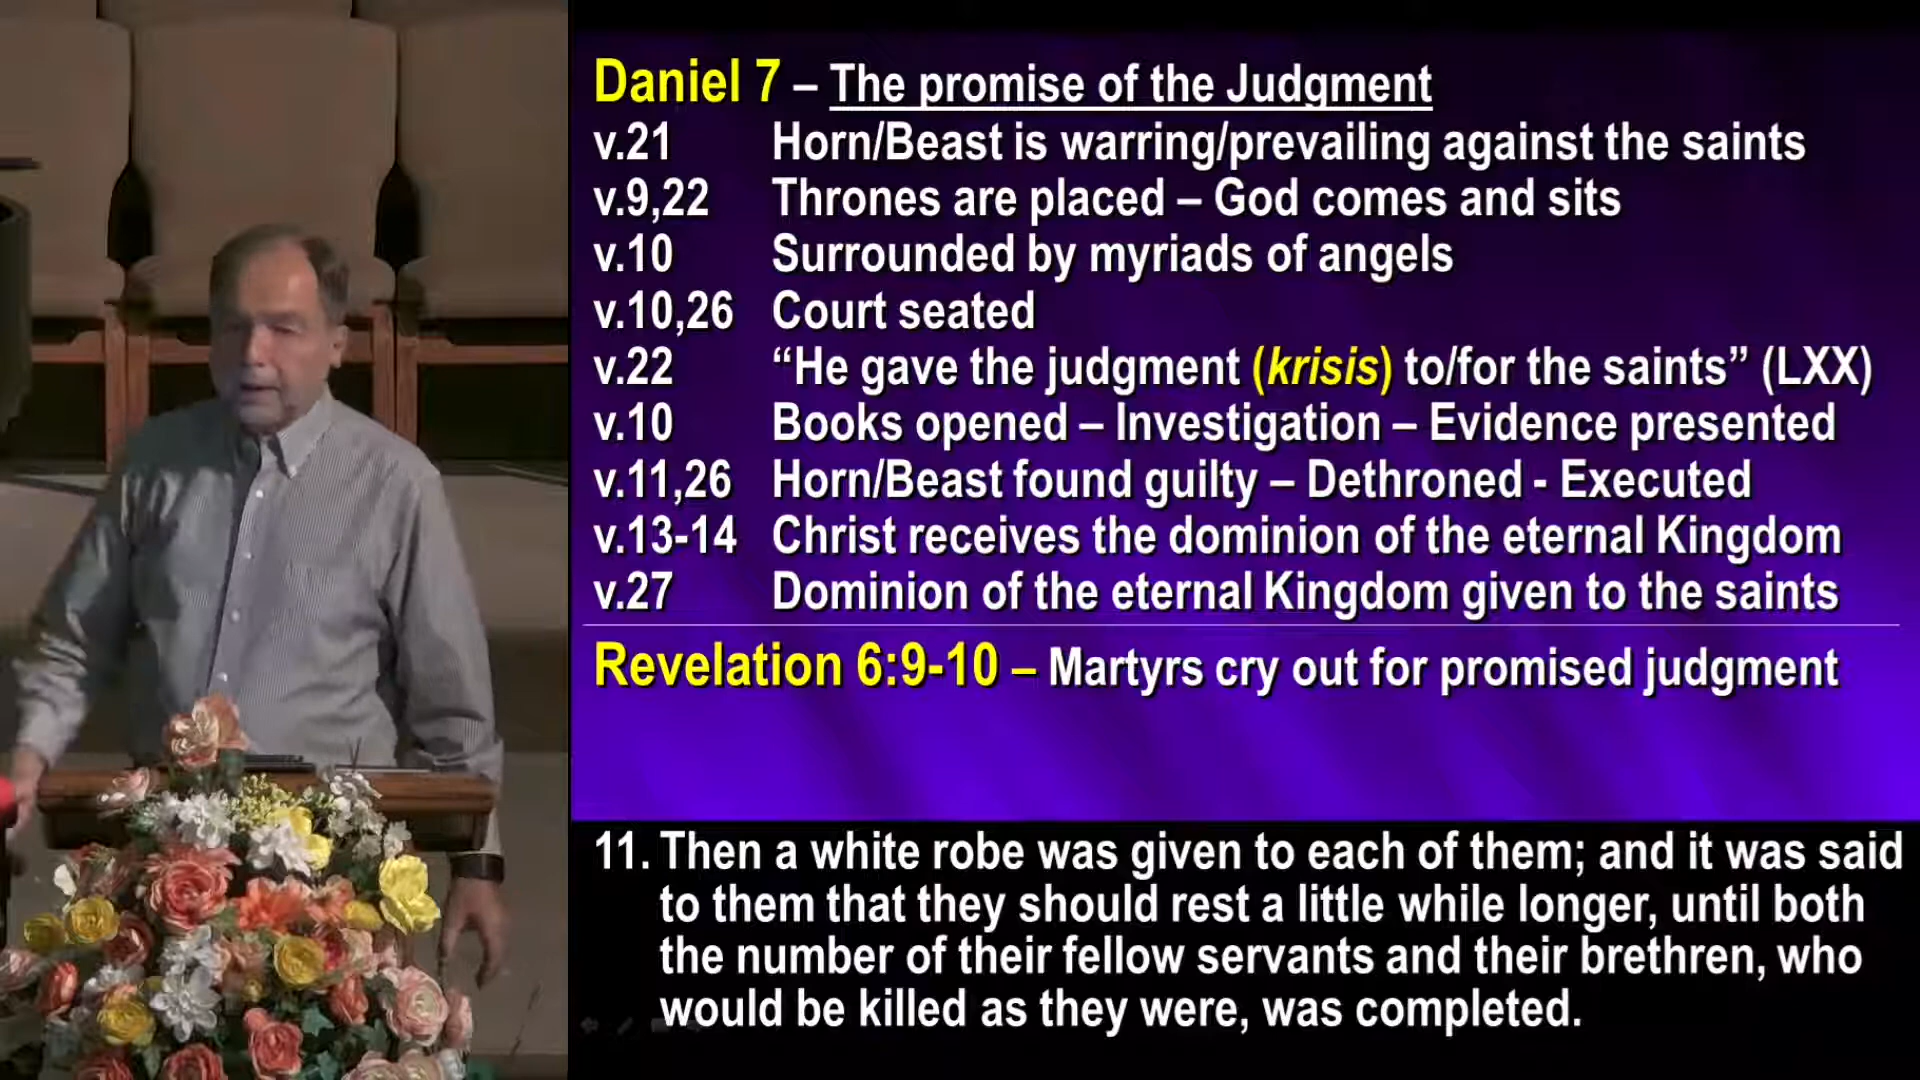 Daniel 7 – The promise of the Judgment
v.21 Horn/Beast is warring/prevailing against the saints
v.9,22 Thrones are placed – God comes and sits
v.10 Surrounded by myriads of angels
v.10,26 Court seated
v.22 “He gave the judgment (krisis) to/for the saints” (LXX)
v.10 Books opened – Investigation – Evidence presented
v.11,26 Horn/Beast found guilty – Dethroned - Executed
v.13-14 Christ receives the dominion of the eternal Kingdom
v.27 Dominion of the eternal Kingdom given to the saints
Revelation 6:9-10 – Martyrs cry out for promised judgment
11. Then a white robe was given to each of them; and it was said
to them that they should rest a little while longer, until both
the number of their fellow servants and their brethren, who
would be killed as they were, was completed.